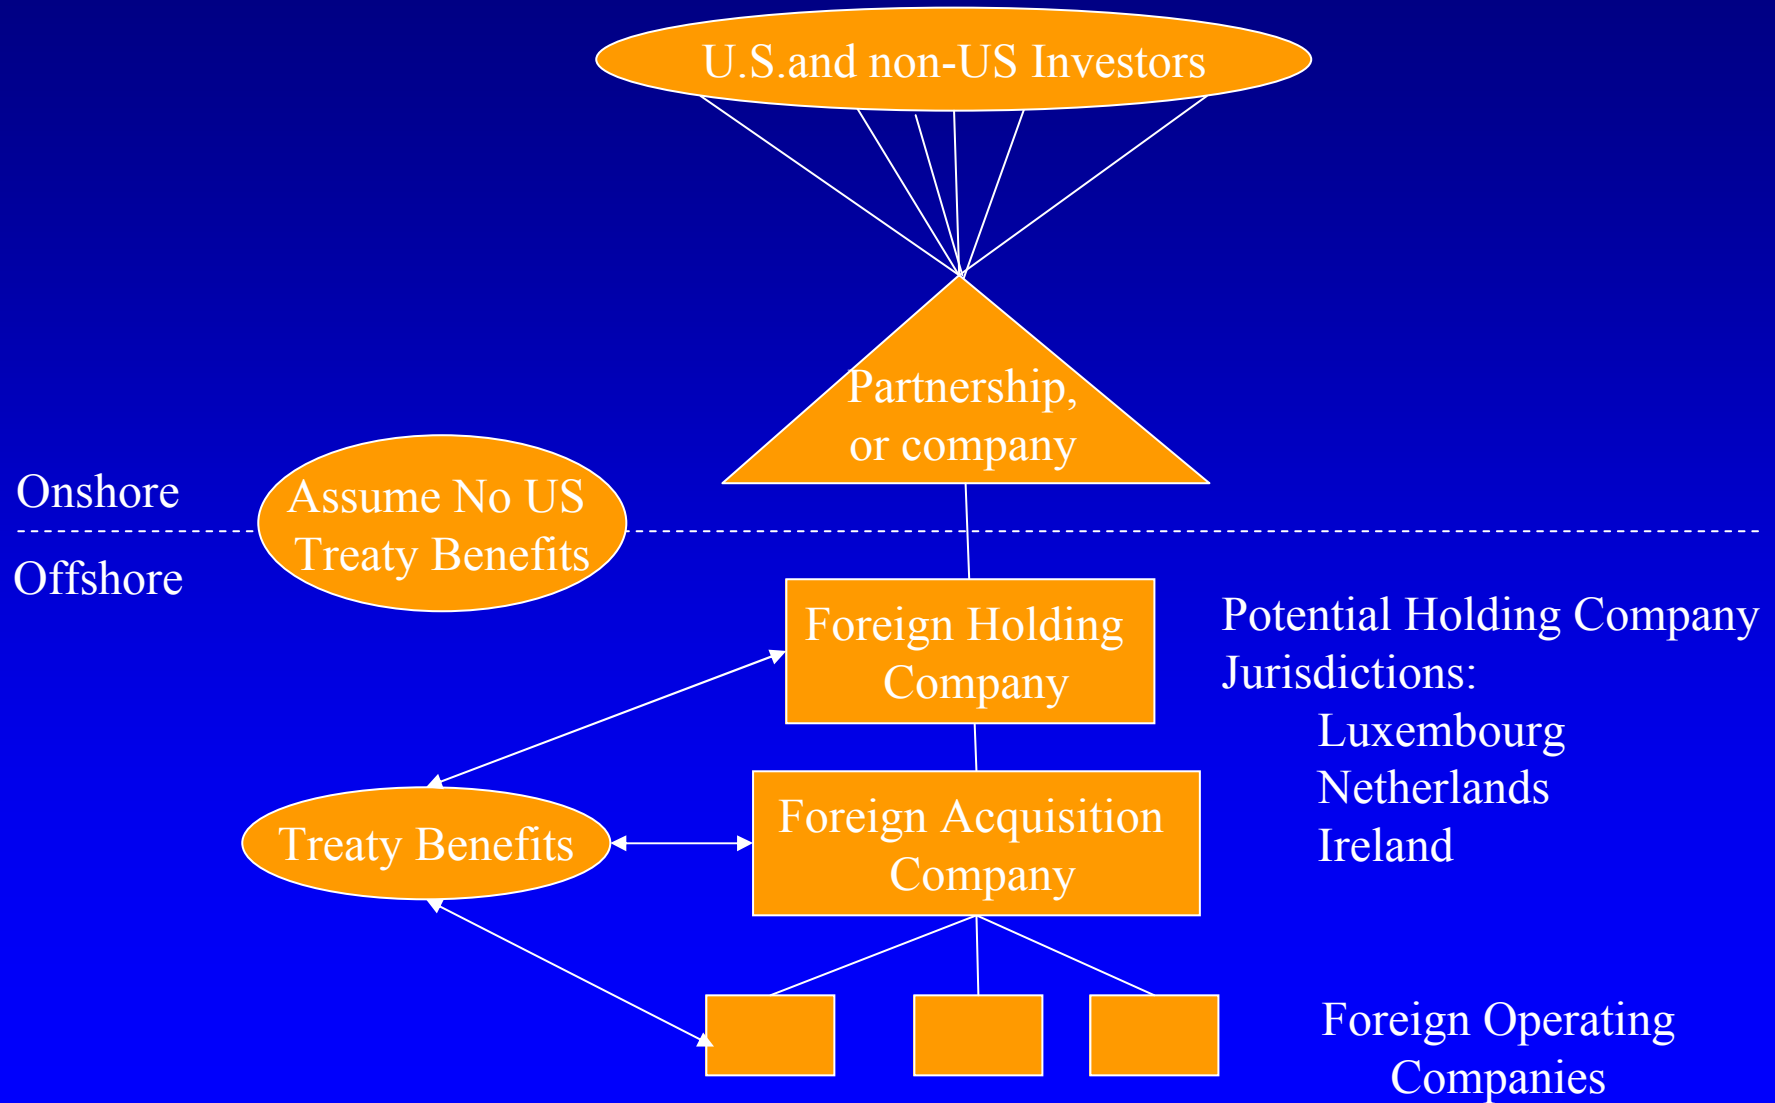 U.S.and non-US Investors
Partnership,
or company
Onshore
Assume No US
Treaty Benefits
Offshore
Foreign Holding
Company
Potential Holding Company
Jurisdictions:
Luxembourg
Netherlands
Ireland
Foreign Acquisition
Company
Treaty Benefits
Foreign Operating
Companies